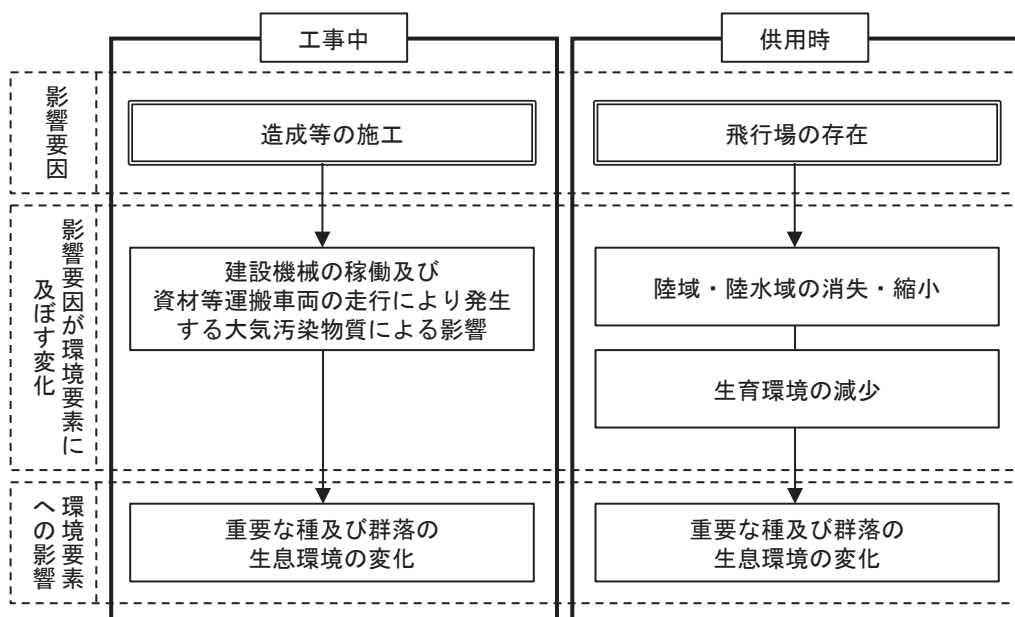 工事中
供用時
影響要因
造成等の施工
飛行場の存在
影響要因が環境要素に
及ぼす変化
建設機械の稼働及び
資材等運搬車両の走行により発生
する大気汚染物質による影響
陸域・陸水域の消失・縮小
生育環境の減少
環境要素
への影響
重要な種及び群落の
生息環境の変化
重要な種及び群落の
生息環境の変化